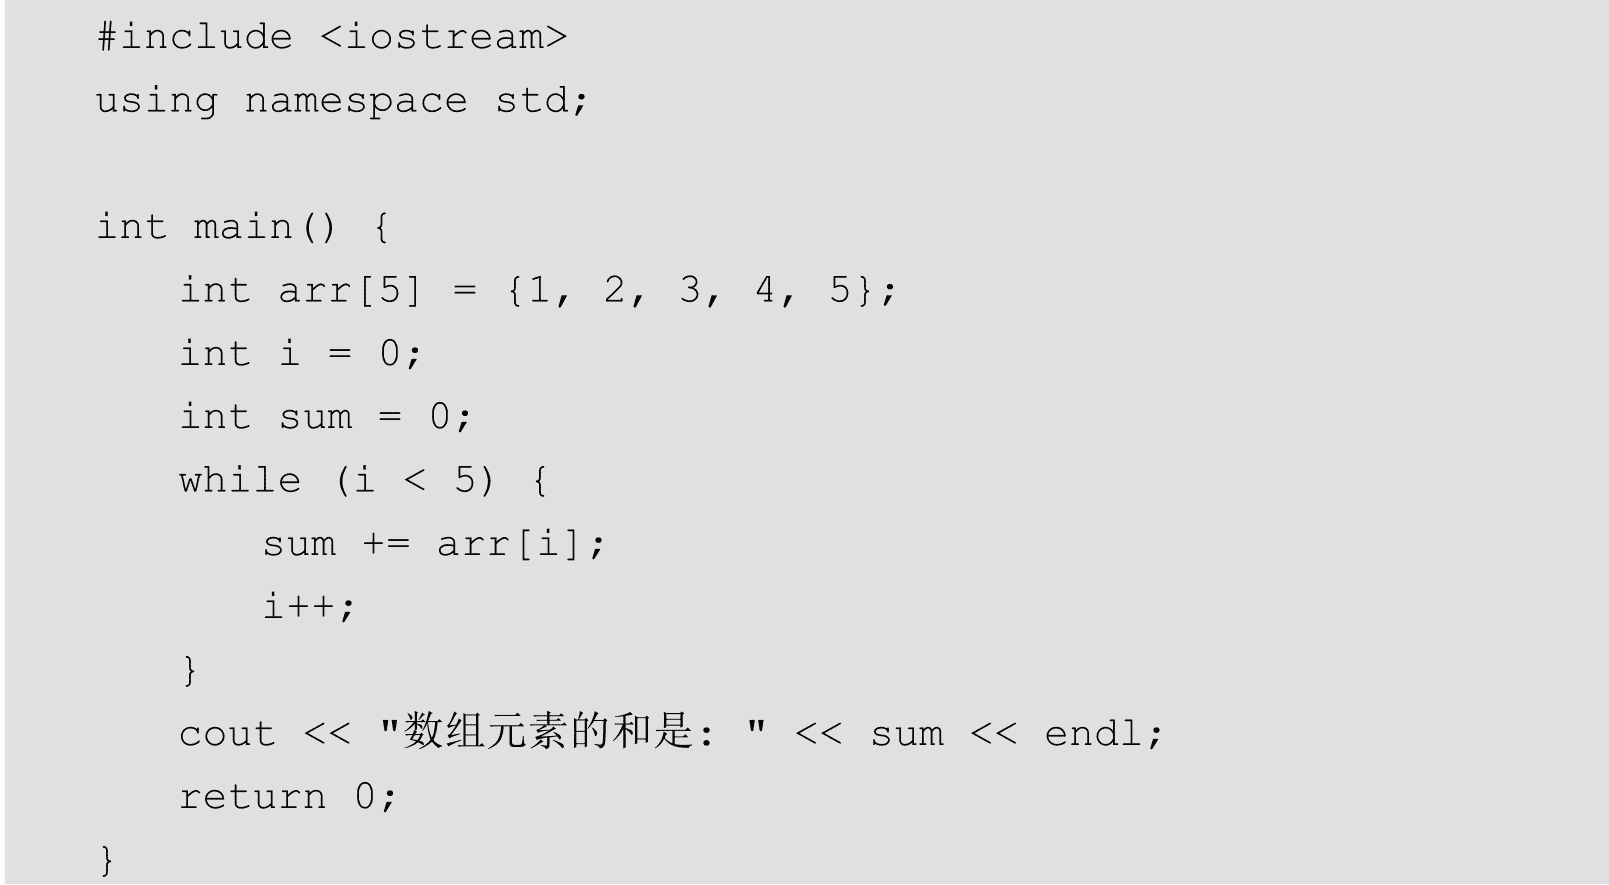 #include <iostream>
using namespace std;
int main() {
int arr[5] = {1, 2, 3, 4, 5};
int i = 0;
int sum = 0;
while (i < 5) {
sum += arr[i];
i++;
}
cout << "数组元素的和是: " << sum << endl;
return 0;
}